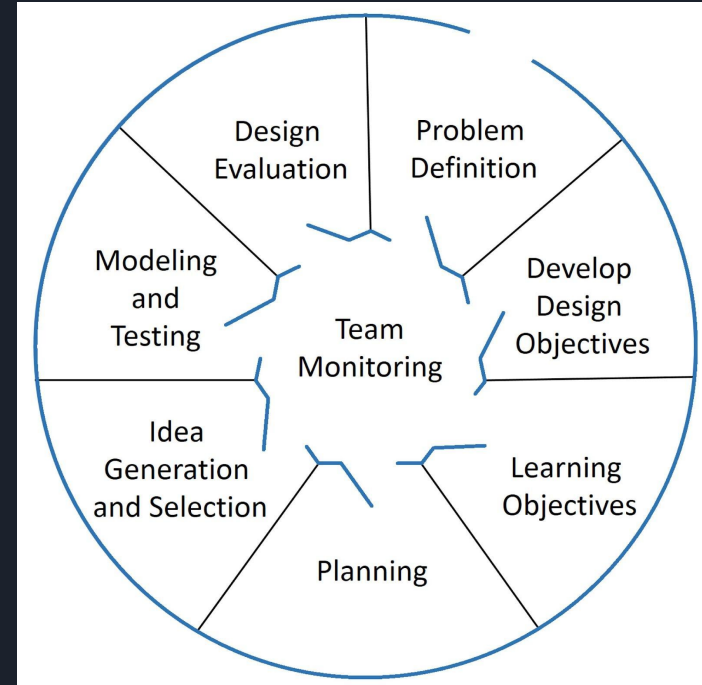 Problem
Definition
Develop
Design
Objectives
Learning
Objectives
Planning
Idea
Generation
and Selection
Modeling
and
Testing
Design
Evaluation
Team
Monitoring